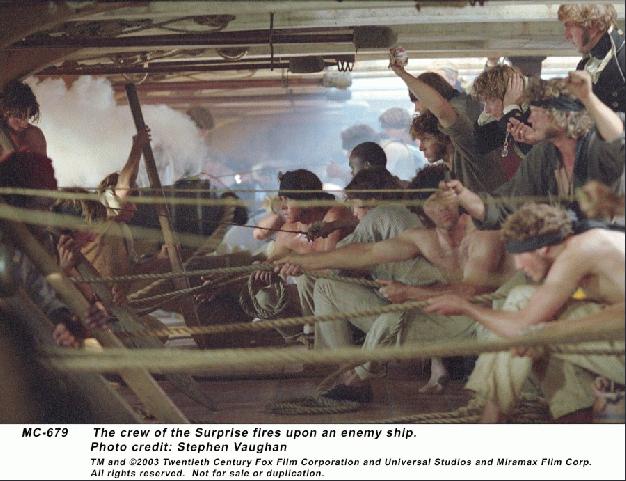 MC-679 The crew of the Surprise fires upon an enemy ship.
Photo credit: Stephen Vaughan
TM and ©2003 Twentieth Century Fox Film Corporation and Universal Studios and Miramax Film Corp.
All rights reserved. Not for sale or duplication.